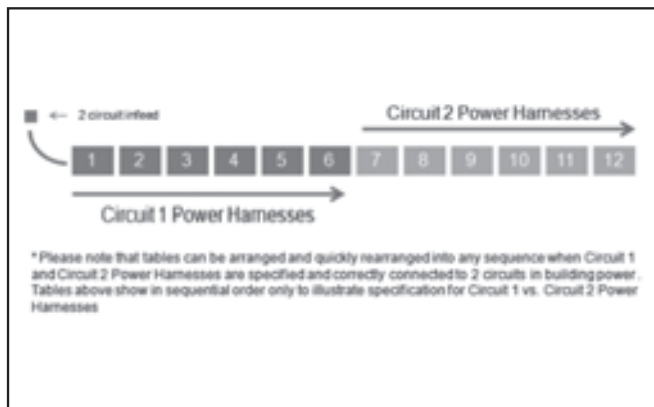 ← 2 circuit infeed
Circuit 2 Power Harnesses
1 2 3 4 5 6 7 8 9 10 11 12
Circuit 1 Power Harnesses
* Please note that tables can be arranged and quickly rearranged into any sequence when Circuit 1
and Circuit 2 Power Harnesses are specified and correctly connected to 2 circuits in building power.
Tables above show in sequential order only to illustrate specification for Circuit 1 vs. Circuit 2 Power
Harnesses